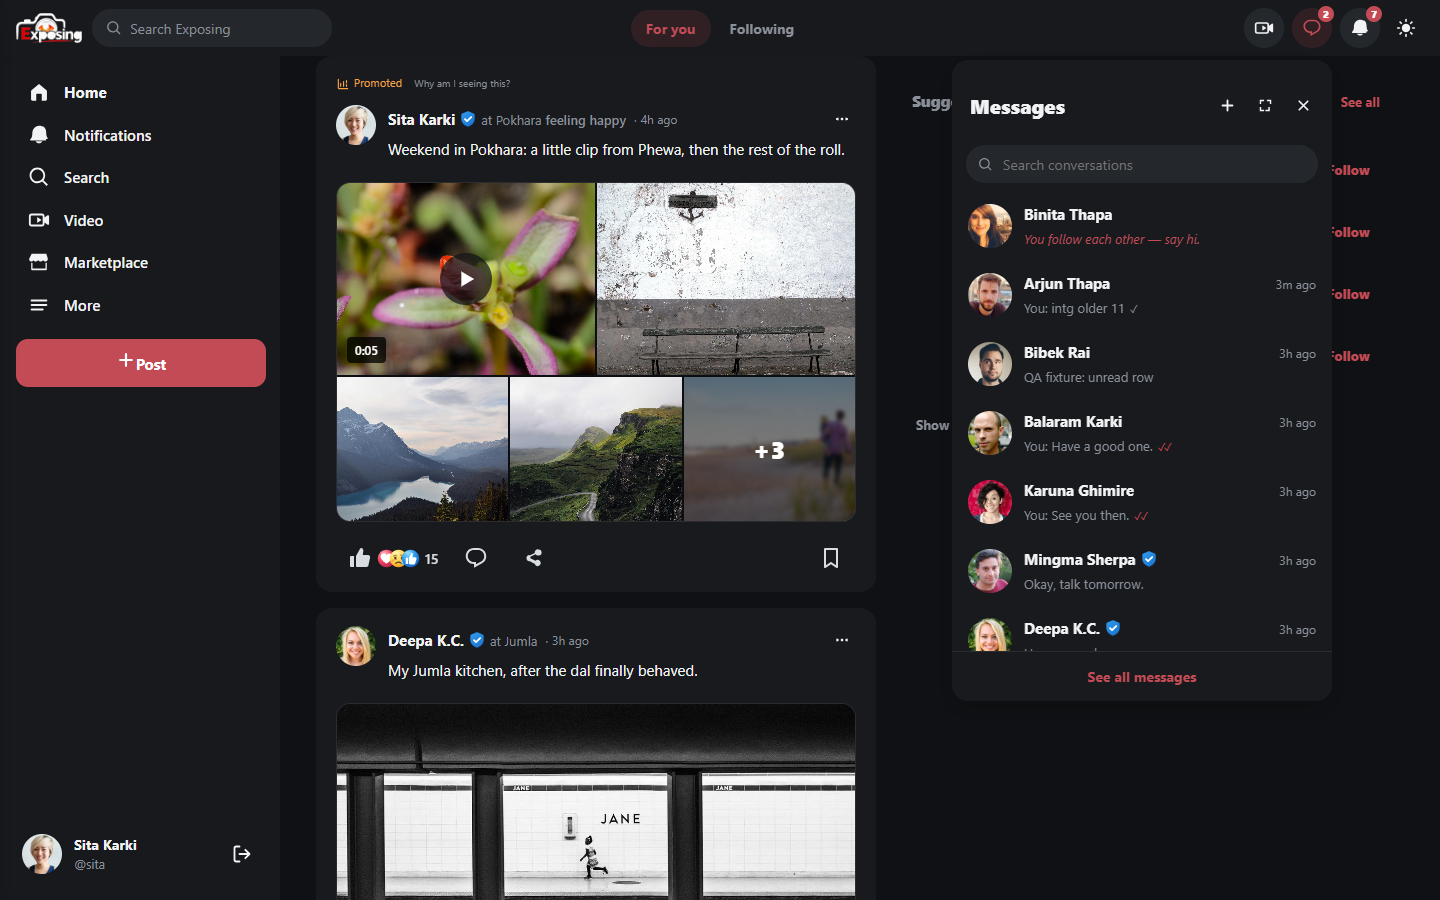 Exposing
Search Exposing
For you
Following
2
7
Home
Notifications
Search
Video
Marketplace
More
Post
Sita Karki
@sita
Promoted
Why am I seeing this?
Sita Karki at Pokhara feeling happy · 4h ago
Weekend in Pokhara: a little clip from Phewa, then the rest of the roll.
0:05
+3
15
Deepa K.C. at Jumla · 3h ago
My Jumla kitchen, after the dal finally behaved.
JANE
JANE
JANE
See all
Follow
Follow
Follow
Follow
Show
Messages
Search conversations
Binita Thapa
You follow each other — say hi.
Arjun Thapa
3m ago
You: intg older 11
Bibek Rai
3h ago
QA fixture: unread row
Balaram Karki
3h ago
You: Have a good one.
Karuna Ghimire
3h ago
You: See you then.
Mingma Sherpa
3h ago
Okay, talk tomorrow.
Deepa K.C.
3h ago
See all messages